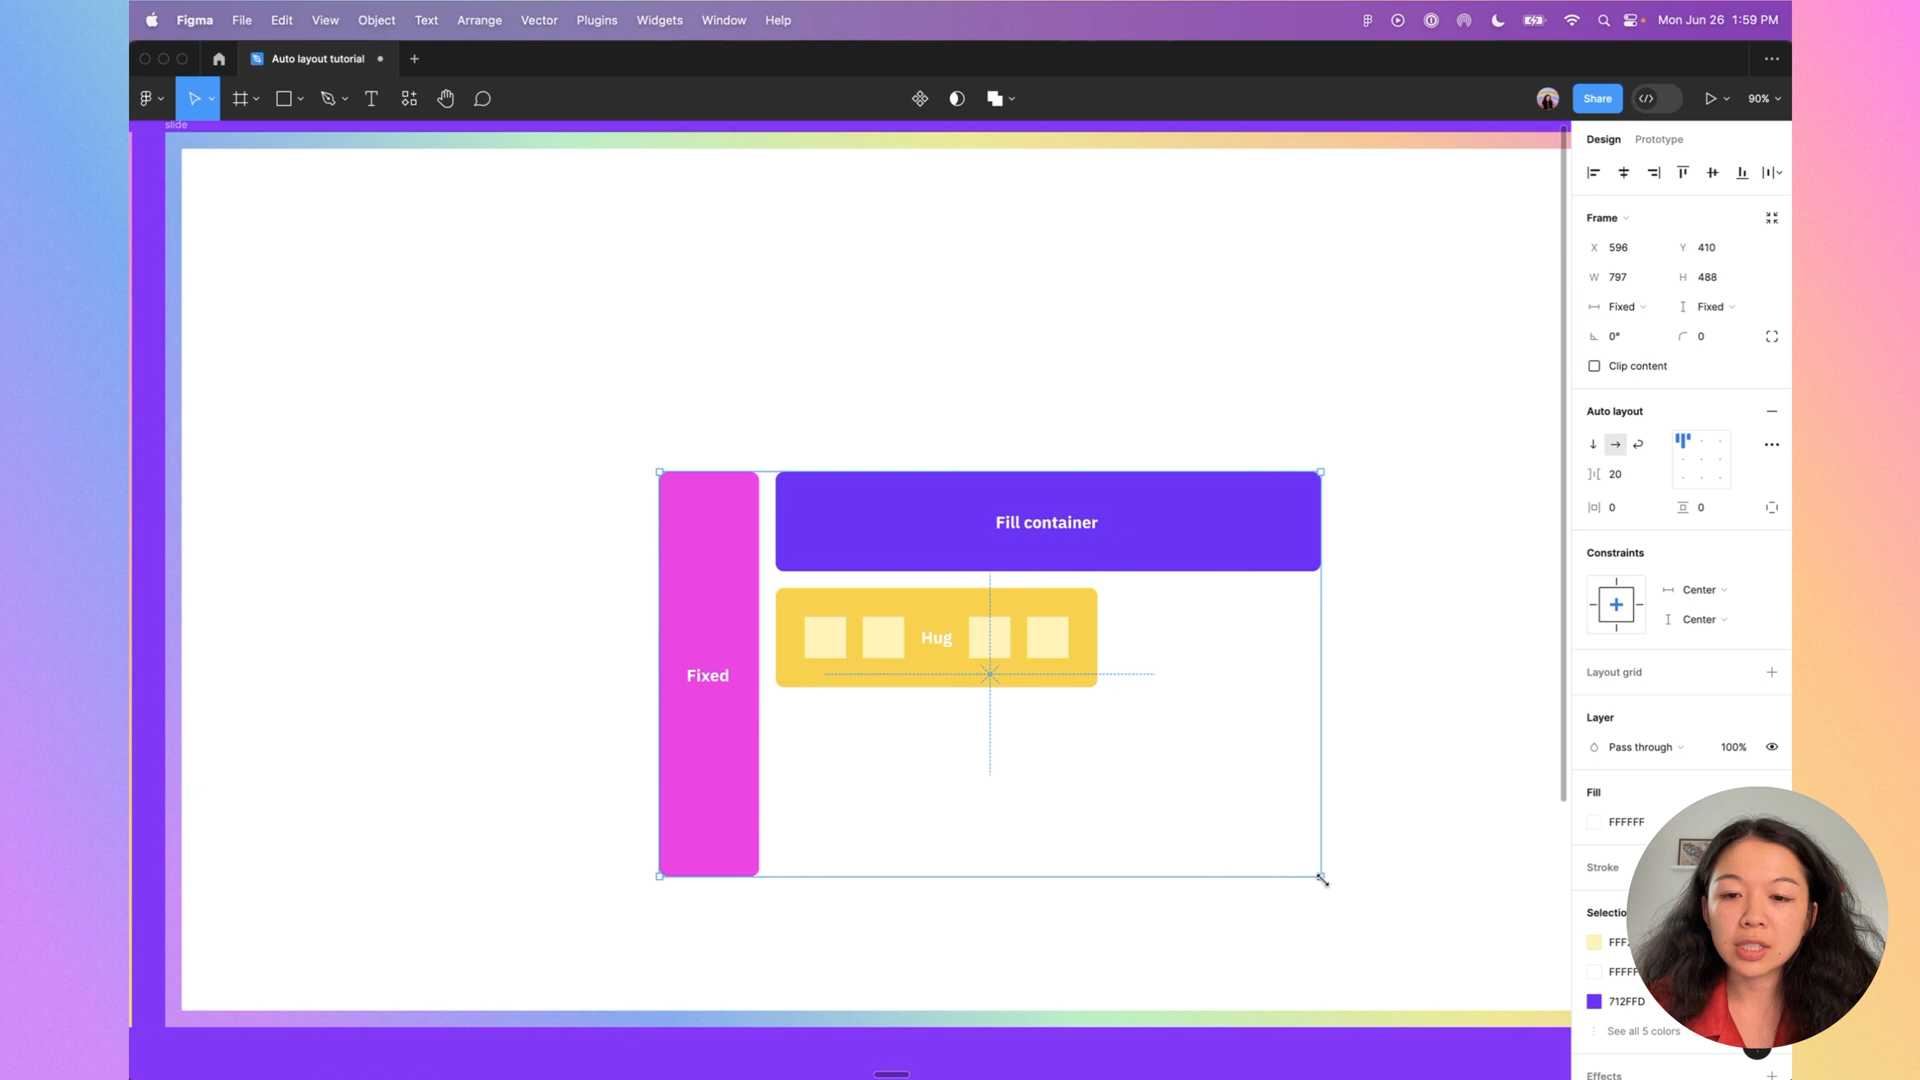 Figma File Edit View Object Text Arrange Vector Plugins Widgets Window Help Mon Jun 26 1:59 PM
Auto layout tutorial
Share 90%
slide
Design Prototype
Frame
X 596 Y 410
W 797 H 488
Fixed Fixed
0° 0
Clip content
Auto layout
20
0 0
Fill container
Hug
Fixed
Constraints
Center
Center
Layout grid
Layer
Pass through 100%
Fill
FFFFFF
Stroke
Selectio
FFF
FFFFF
712FFD
See all 5 colors
Effects